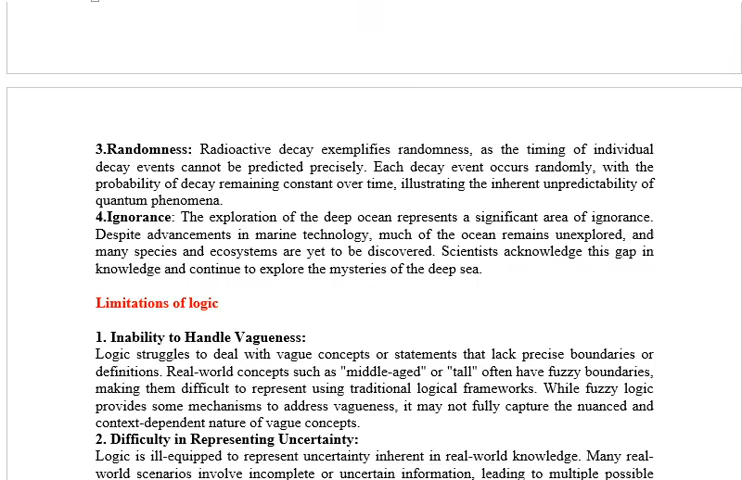 3.Randomness: Radioactive decay exemplifies randomness, as the timing of individual
decay events cannot be predicted precisely. Each decay event occurs randomly, with the
probability of decay remaining constant over time, illustrating the inherent unpredictability of
quantum phenomena.
4.Ignorance: The exploration of the deep ocean represents a significant area of ignorance.
Despite advancements in marine technology, much of the ocean remains unexplored, and
many species and ecosystems are yet to be discovered. Scientists acknowledge this gap in
knowledge and continue to explore the mysteries of the deep sea.
Limitations of logic
1. Inability to Handle Vagueness:
Logic struggles to deal with vague concepts or statements that lack precise boundaries or
definitions. Real-world concepts such as "middle-aged" or "tall" often have fuzzy boundaries,
making them difficult to represent using traditional logical frameworks. While fuzzy logic
provides some mechanisms to address vagueness, it may not fully capture the nuanced and
context-dependent nature of vague concepts.
2. Difficulty in Representing Uncertainty:
Logic is ill-equipped to represent uncertainty inherent in real-world knowledge. Many real-
world scenarios involve incomplete or uncertain information, leading to multiple possible